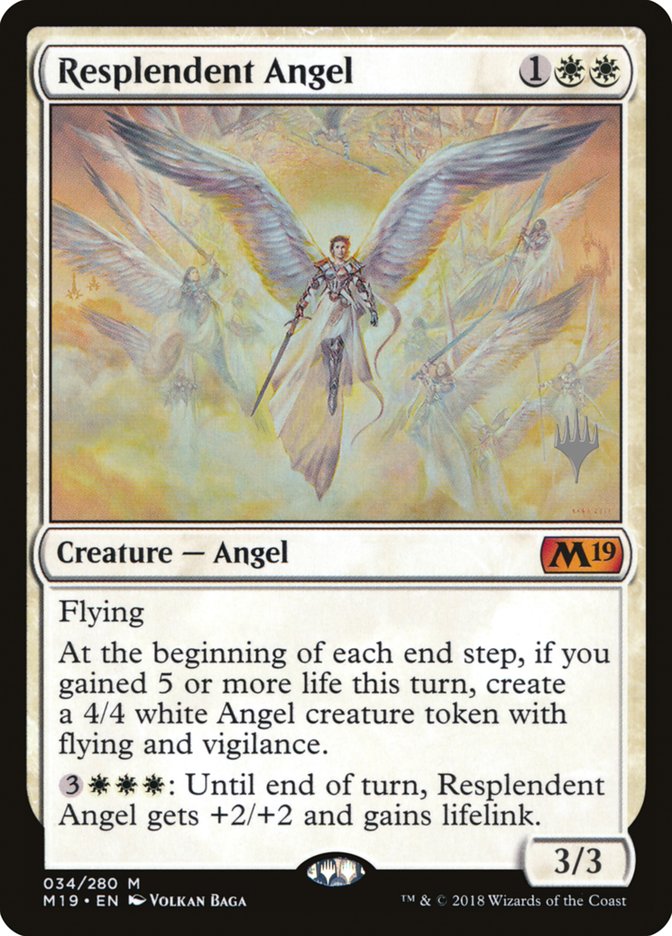 Resplendent Angel 1
Creature — Angel M19
Flying
At the beginning of each end step, if you
gained 5 or more life this turn, create
a 4/4 white Angel creature token with
flying and vigilance.
3: Until end of turn, Resplendent
Angel gets +2/+2 and gains lifelink.
3/3
034/280 M
M19 • EN Volkan Baga ™ & © 2018 Wizards of the Coast